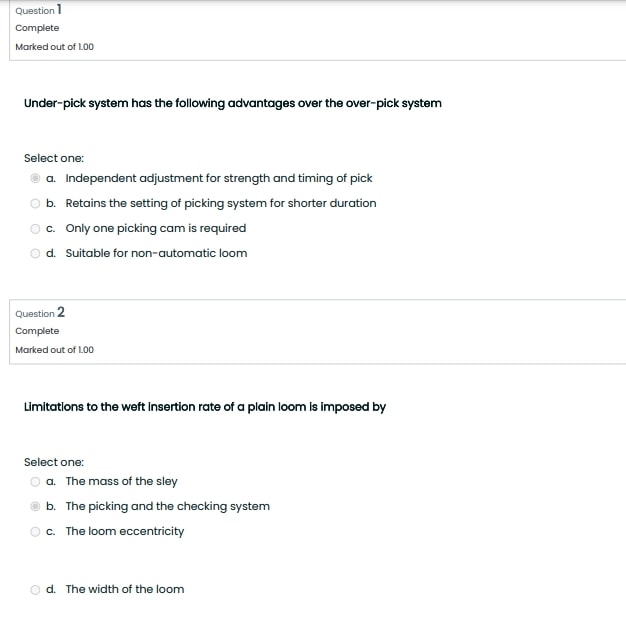 Question 1
Complete
Marked out of 1.00
Under-pick system has the following advantages over the over-pick system
Select one:
a. Independent adjustment for strength and timing of pick
b. Retains the setting of picking system for shorter duration
c. Only one picking cam is required
d. Suitable for non-automatic loom
Question 2
Complete
Marked out of 1.00
Limitations to the weft insertion rate of a plain loom is imposed by
Select one:
a. The mass of the sley
b. The picking and the checking system
c. The loom eccentricity
d. The width of the loom